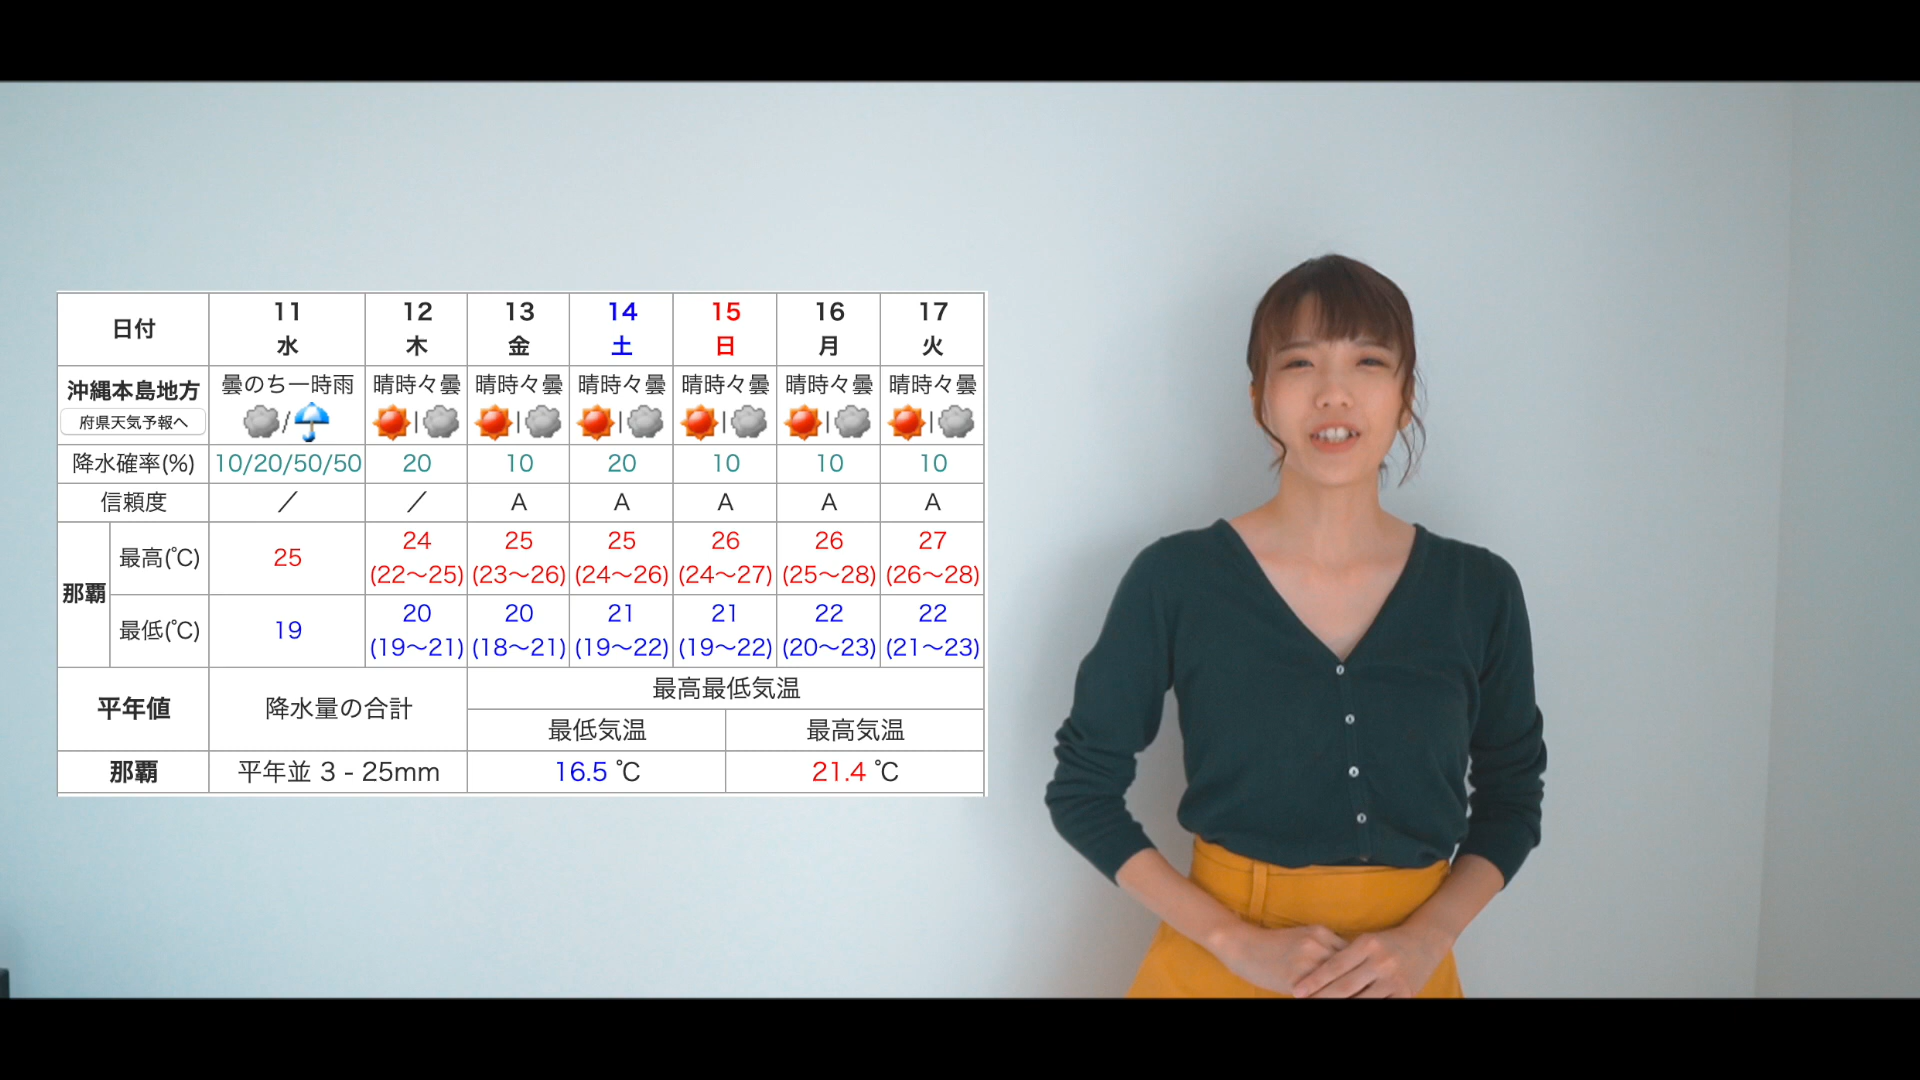 日付 11 12 13 14 15 16 17
水 木 金 土 日 月 火
沖縄本島地方 曇のち一時雨 晴時々曇 晴時々曇 晴時々曇 晴時々曇 晴時々曇 晴時々曇
府県天気予報へ / | | | | | |
降水確率(%) 10/20/50/50 20 10 20 10 10 10
信頼度 ／ ／ A A A A A
那覇 最高(℃) 25 24 25 25 26 26 27
(22～25) (23～26) (24～26) (24～27) (25～28) (26～28)
最低(℃) 19 20 20 21 21 22 22
(19～21) (18～21) (19～22) (19～22) (20～23) (21～23)
平年値 降水量の合計 最高最低気温
最低気温 最高気温
那覇 平年並 3 - 25mm 16.5 ℃ 21.4 ℃